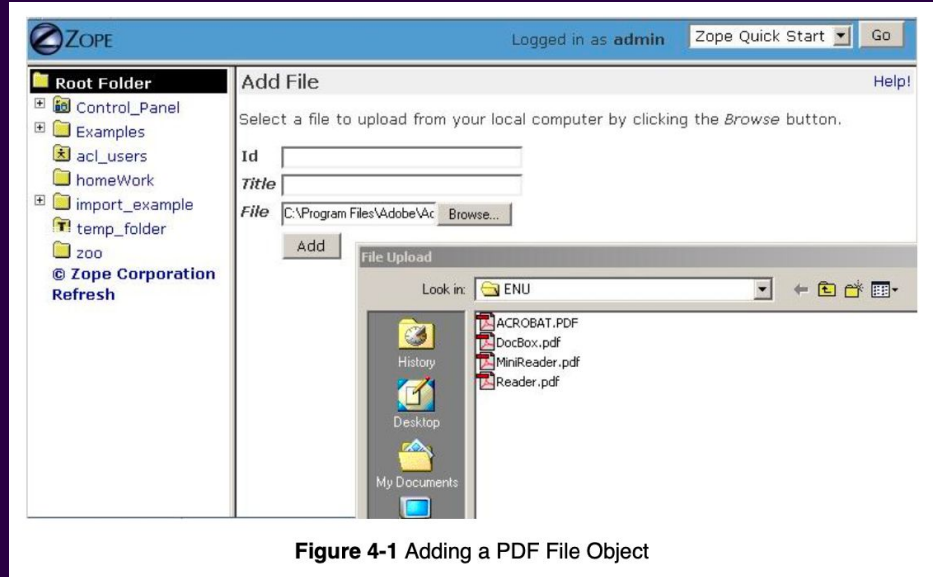 ZOPE
Logged in as admin
Zope Quick Start
Go
Root Folder
Control_Panel
Examples
acl_users
homeWork
import_example
temp_folder
zoo
© Zope Corporation
Refresh
Add File
Help!
Select a file to upload from your local computer by clicking the Browse button.
Id
Title
File C:\Program Files\Adobe\Ac Browse...
Add
File Upload
Look in: ENU
History
Desktop
My Documents
ACROBAT.PDF
DocBox.pdf
MiniReader.pdf
Reader.pdf
Figure 4-1 Adding a PDF File Object